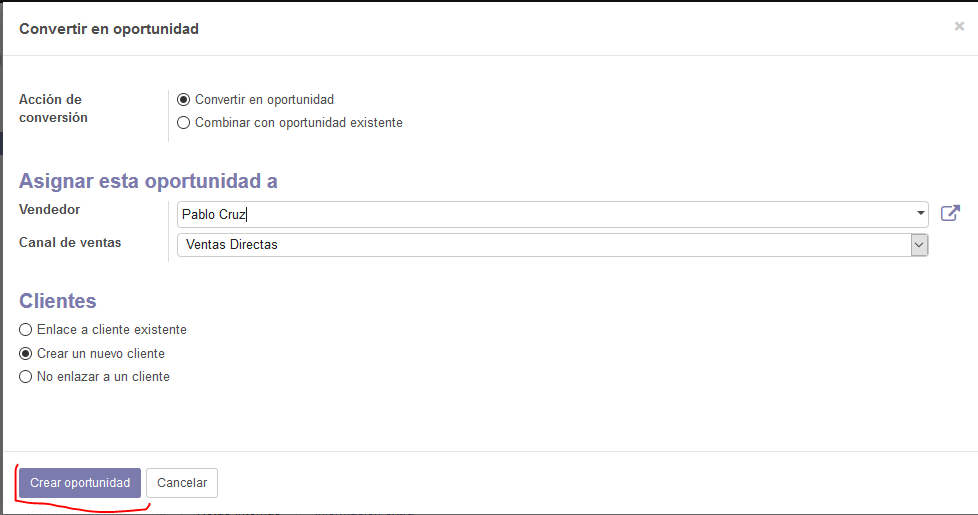 Convertir en oportunidad
×
Acción de
conversión
Convertir en oportunidad
Combinar con oportunidad existente
Asignar esta oportunidad a
Vendedor
Pablo Cruz
Canal de ventas
Ventas Directas
Clientes
Enlace a cliente existente
Crear un nuevo cliente
No enlazar a un cliente
Crear oportunidad
Cancelar